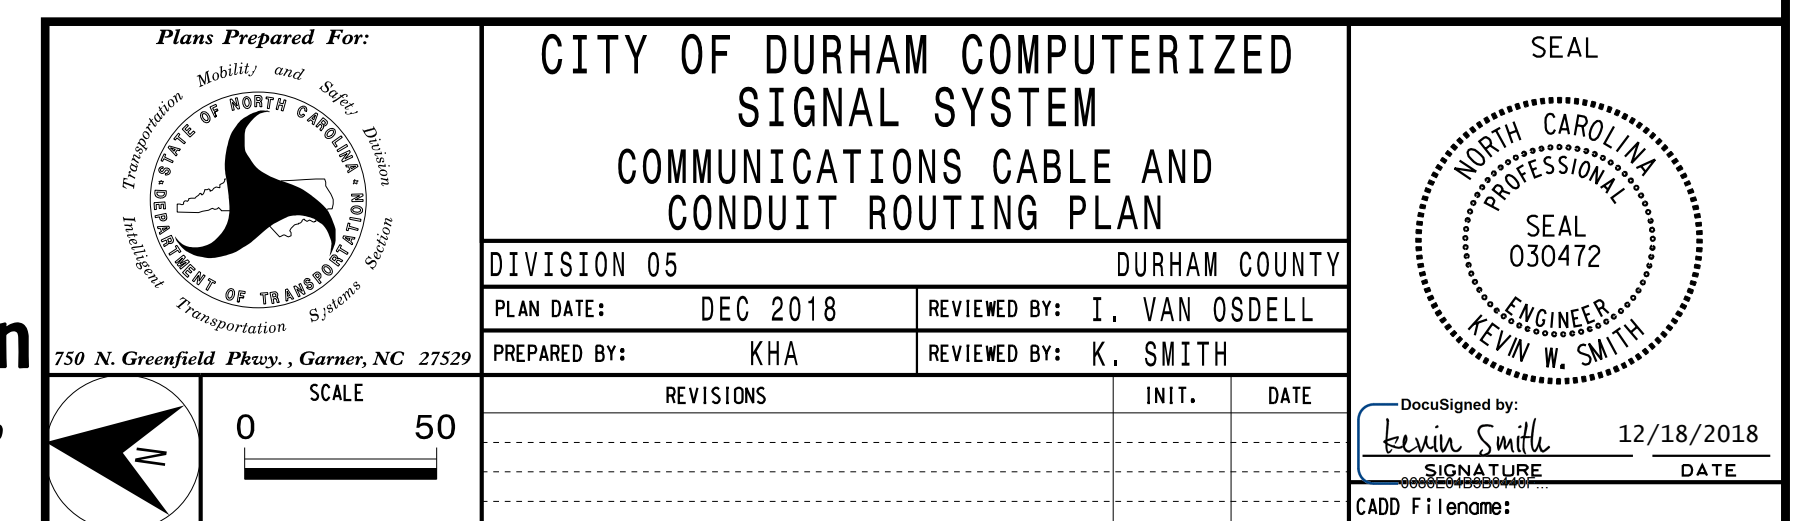 Plans Prepared For:
Transportation Mobility and Safety Division
STATE OF NORTH CAROLINA
DEPARTMENT OF TRANSPORTATION
Intelligent Transportation Systems Section
750 N. Greenfield Pkwy., Garner, NC 27529
N
SCALE
0 50
CITY OF DURHAM COMPUTERIZED
SIGNAL SYSTEM
COMMUNICATIONS CABLE AND
CONDUIT ROUTING PLAN
DIVISION 05 DURHAM COUNTY
PLAN DATE: DEC 2018 REVIEWED BY: I. VAN OSDELL
PREPARED BY: KHA REVIEWED BY: K. SMITH
REVISIONS INIT. DATE
SEAL
NORTH CAROLINA
PROFESSIONAL
SEAL
030472
ENGINEER
KEVIN W. SMITH
DocuSigned by:
Kevin Smith 12/18/2018
SIGNATURE DATE
CADD Filename: